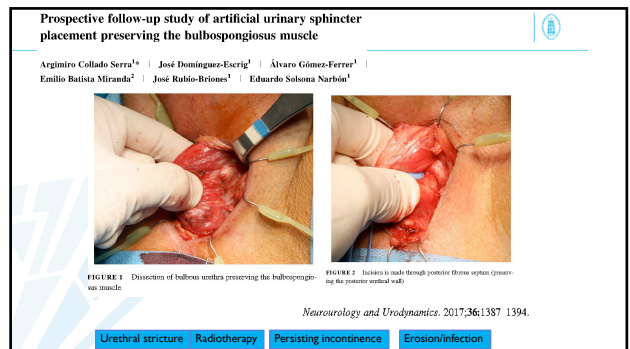 Prospective follow-up study of artificial urinary sphincter
placement preserving the bulbospongiosus muscle
Argimiro Collado Serra1* | José Domínguez-Escrig1 | Álvaro Gómez-Ferrer1 |
Emilio Batista Miranda2 | José Rubio-Briones1 | Eduardo Solsona Narbón1
FIGURE 1 Dissection of bulbous urethra preserving the bulbospongio-
sus muscle
FIGURE 2 Incision is made through posterior fibrous septum (preserv-
ing the posterior urethral wall)
Neurourology and Urodynamics. 2017;36:1387 1394.
Urethral stricture Radiotherapy Persisting incontinence Erosion/infection